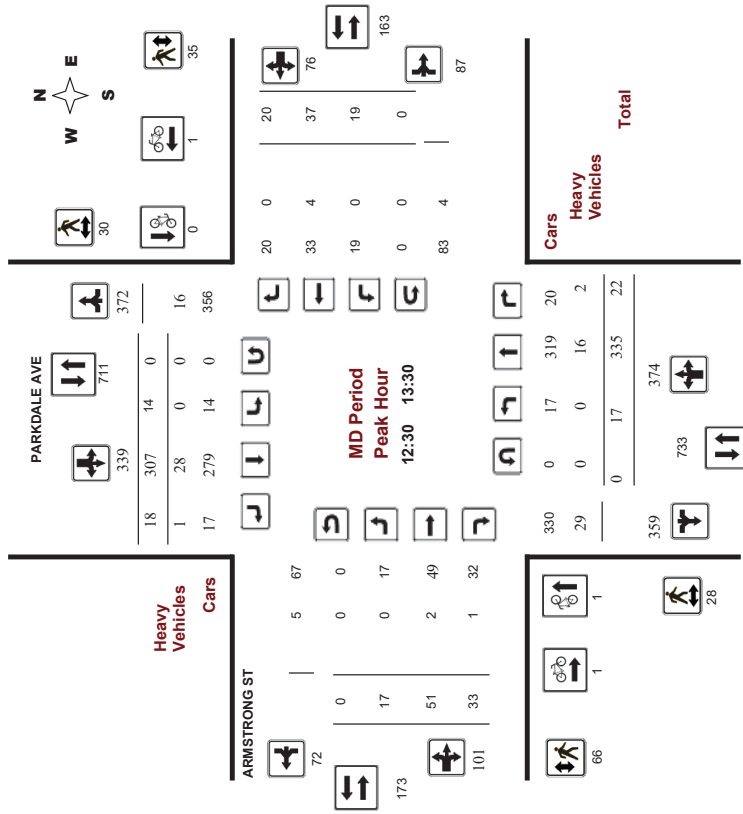 N
W E
S
30
35
0
1
PARKDALE AVE
711
339
372
18 307 14 0
1 28 0 0 16
17 279 14 0 356
Heavy
Vehicles
Cars
20 0 20
33 4 37
19 0 19
0 0 0
83 4
76
163
87
MD Period
Peak Hour
12:30 13:30
ARMSTRONG ST
72
173
101
5 67
0 0 0
17 0 17
51 2 49
33 1 32
Cars
Heavy
Vehicles
Total
330 0 17 319 20
29 0 0 16 2
0 17 335 22
359
374
733
66
1
1
28